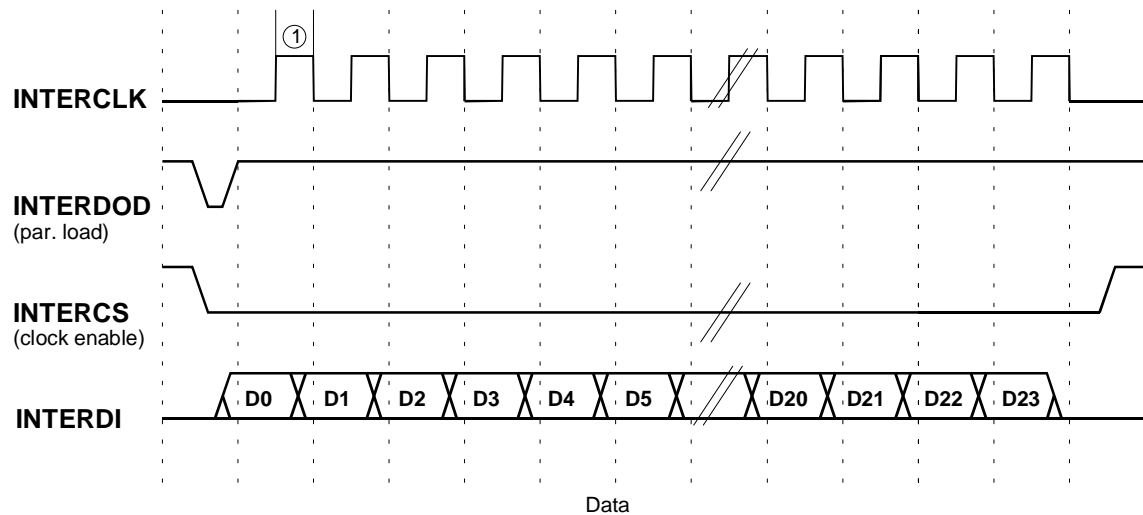 ①
INTERCLK
INTERDOD
(par. load)
INTERCS
(clock enable)
INTERDI
D0 D1 D2 D3 D4 D5 D20 D21 D22 D23
Data